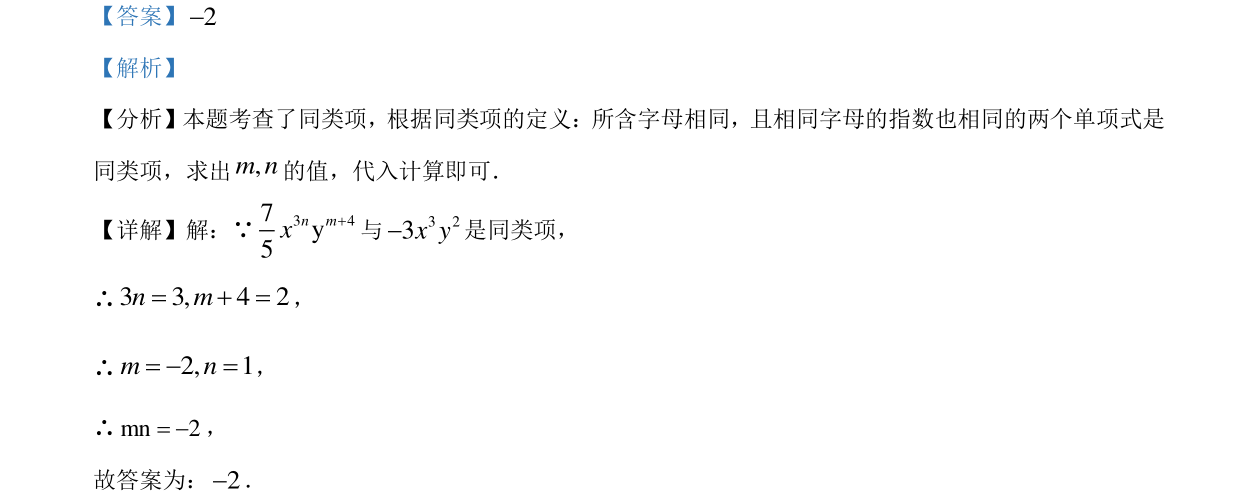 【答案】−2
【解析】
【分析】本题考查了同类项，根据同类项的定义：所含字母相同，且相同字母的指数也相同的两个单项式是
同类项，求出 m,n 的值，代入计算即可．
【详解】解：∵ $\frac{7}{5}x^{3n}y^{m+4}$ 与 $-3x^3y^2$ 是同类项，
∴ 3n = 3, m + 4 = 2，
∴ m = −2, n = 1，
∴ mn = −2，
故答案为：−2．